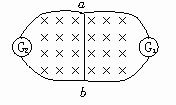 a
× × × × × ×
G₂ × × × × × × G₁
× × × × × ×
× × × × × ×
b